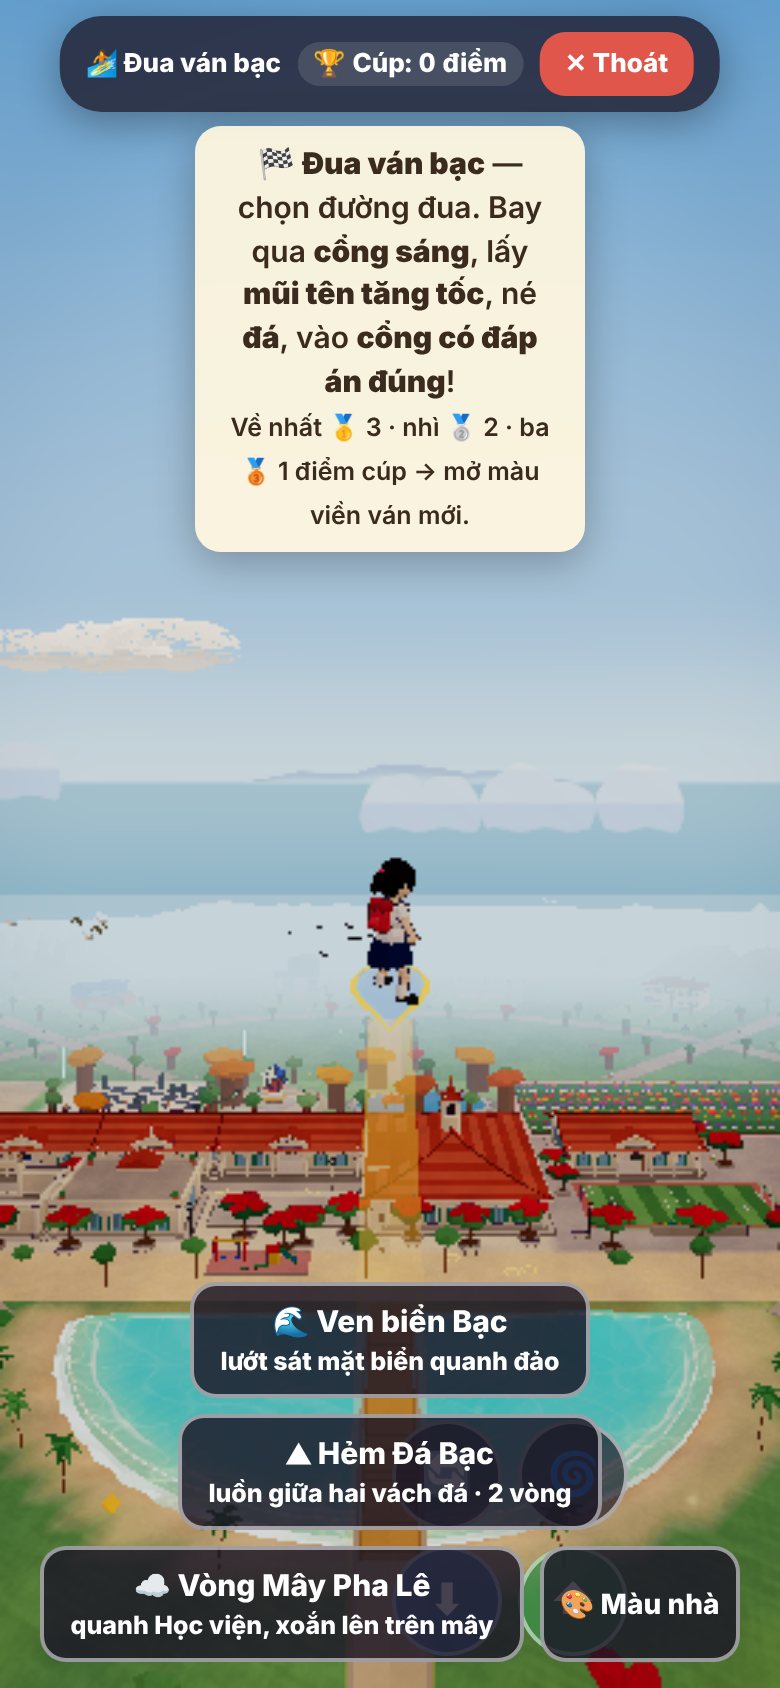 🏄 Đua ván bạc 🏆 Cúp: 0 điểm ✕ Thoát
🏁 Đua ván bạc —
chọn đường đua. Bay
qua cổng sáng, lấy
mũi tên tăng tốc, né
đá, vào cổng có đáp
án đúng!
Về nhất 🥇 3 · nhì 🥈 2 · ba
🥉 1 điểm cúp → mở màu
viền ván mới.
🌊 Ven biển Bạc
lướt sát mặt biển quanh đảo
▲ Hẻm Đá Bạc
luồn giữa hai vách đá · 2 vòng
☁️ Vòng Mây Pha Lê
quanh Học viện, xoắn lên trên mây
🎨 Màu nhà